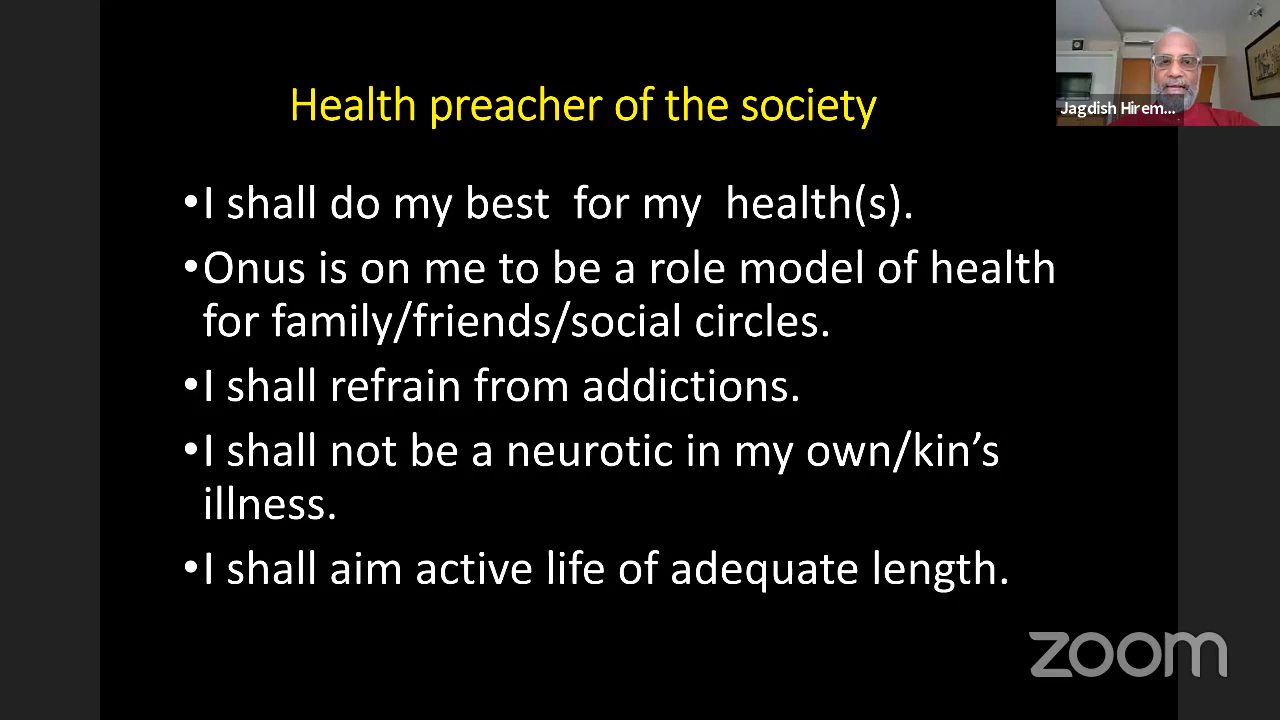 Health preacher of the society
Jagdish Hirem...
•I shall do my best for my health(s).
•Onus is on me to be a role model of health
for family/friends/social circles.
•I shall refrain from addictions.
•I shall not be a neurotic in my own/kin’s
illness.
•I shall aim active life of adequate length.
zoom